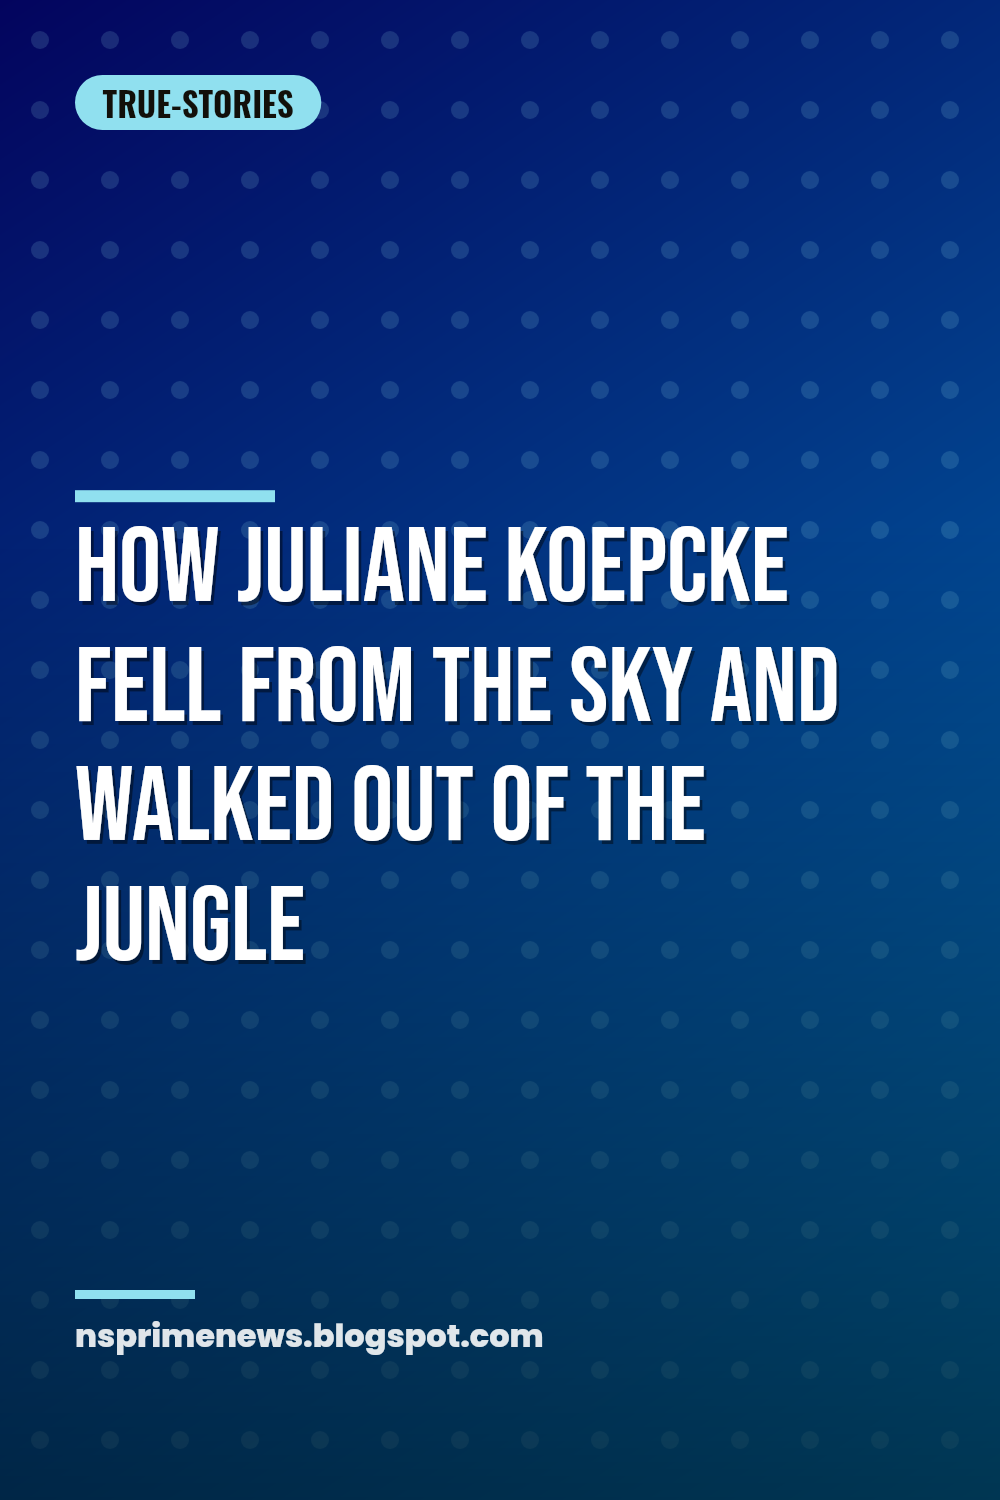 TRUE-STORIES
HOW JULIANE KOEPCKE
FELL FROM THE SKY AND
WALKED OUT OF THE
JUNGLE
nsprimenews.blogspot.com